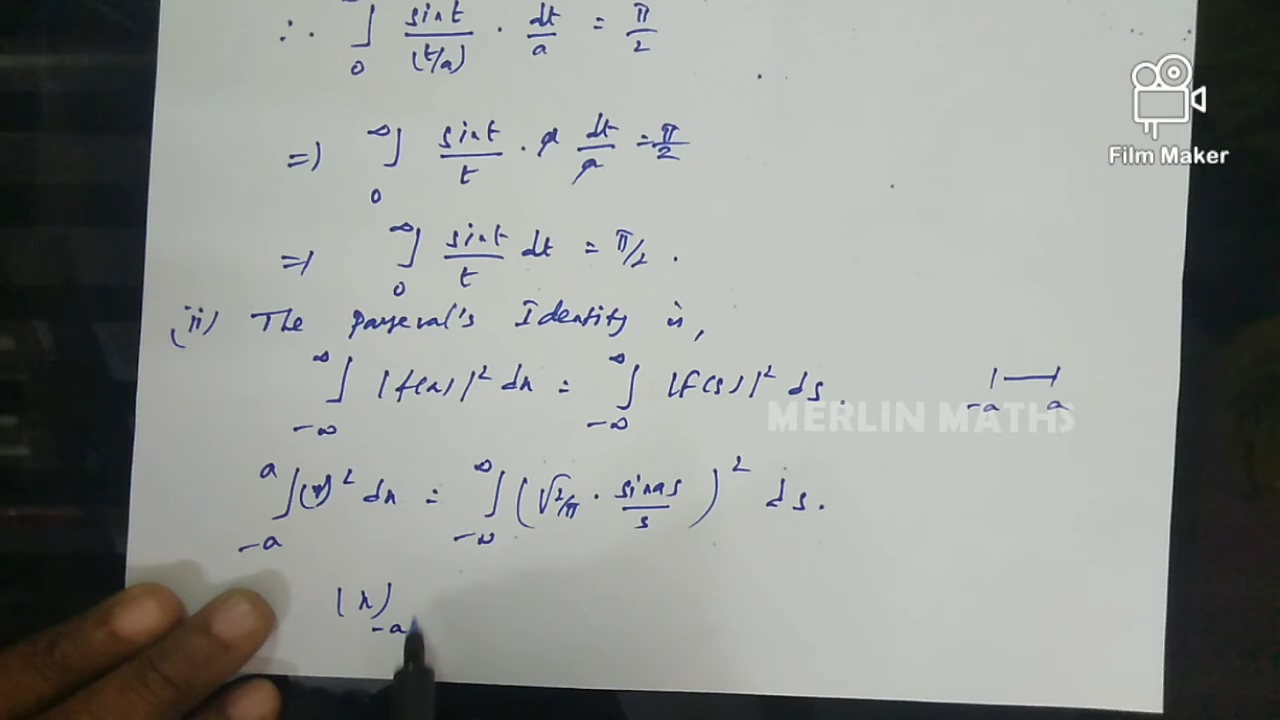 ∴ ∫₀^∞ sin t / (t/a) · dt/a = π/2
Film Maker
⇒ ∫₀^∞ sin t / t · a dt/a = π/2
⇒ ∫₀^∞ sin t / t dt = π/2 .
(ii) The Parseval's Identity is,
∫_{-∞}^∞ |f(x)|² dx = ∫_{-∞}^∞ |F(s)|² ds.
-a a
MERLIN MATHS
∫_{-a}^a (1)² dx = ∫_{-∞}^∞ (√2/π · sin as / s)² ds.
(x)_{-a}